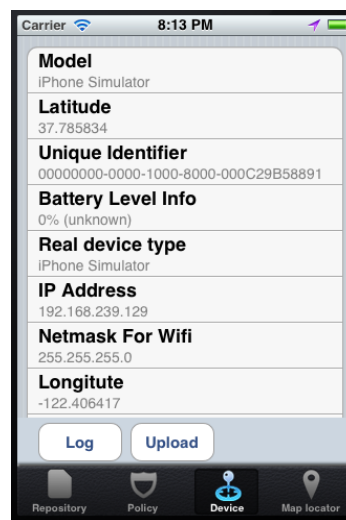 Carrier 8:13 PM
Model
iPhone Simulator
Latitude
37.785834
Unique Identifier
00000000-0000-1000-8000-000C29B58891
Battery Level Info
0% (unknown)
Real device type
iPhone Simulator
IP Address
192.168.239.129
Netmask For Wifi
255.255.255.0
Longitute
-122.406417
Log Upload
Repository Policy Device Map locator